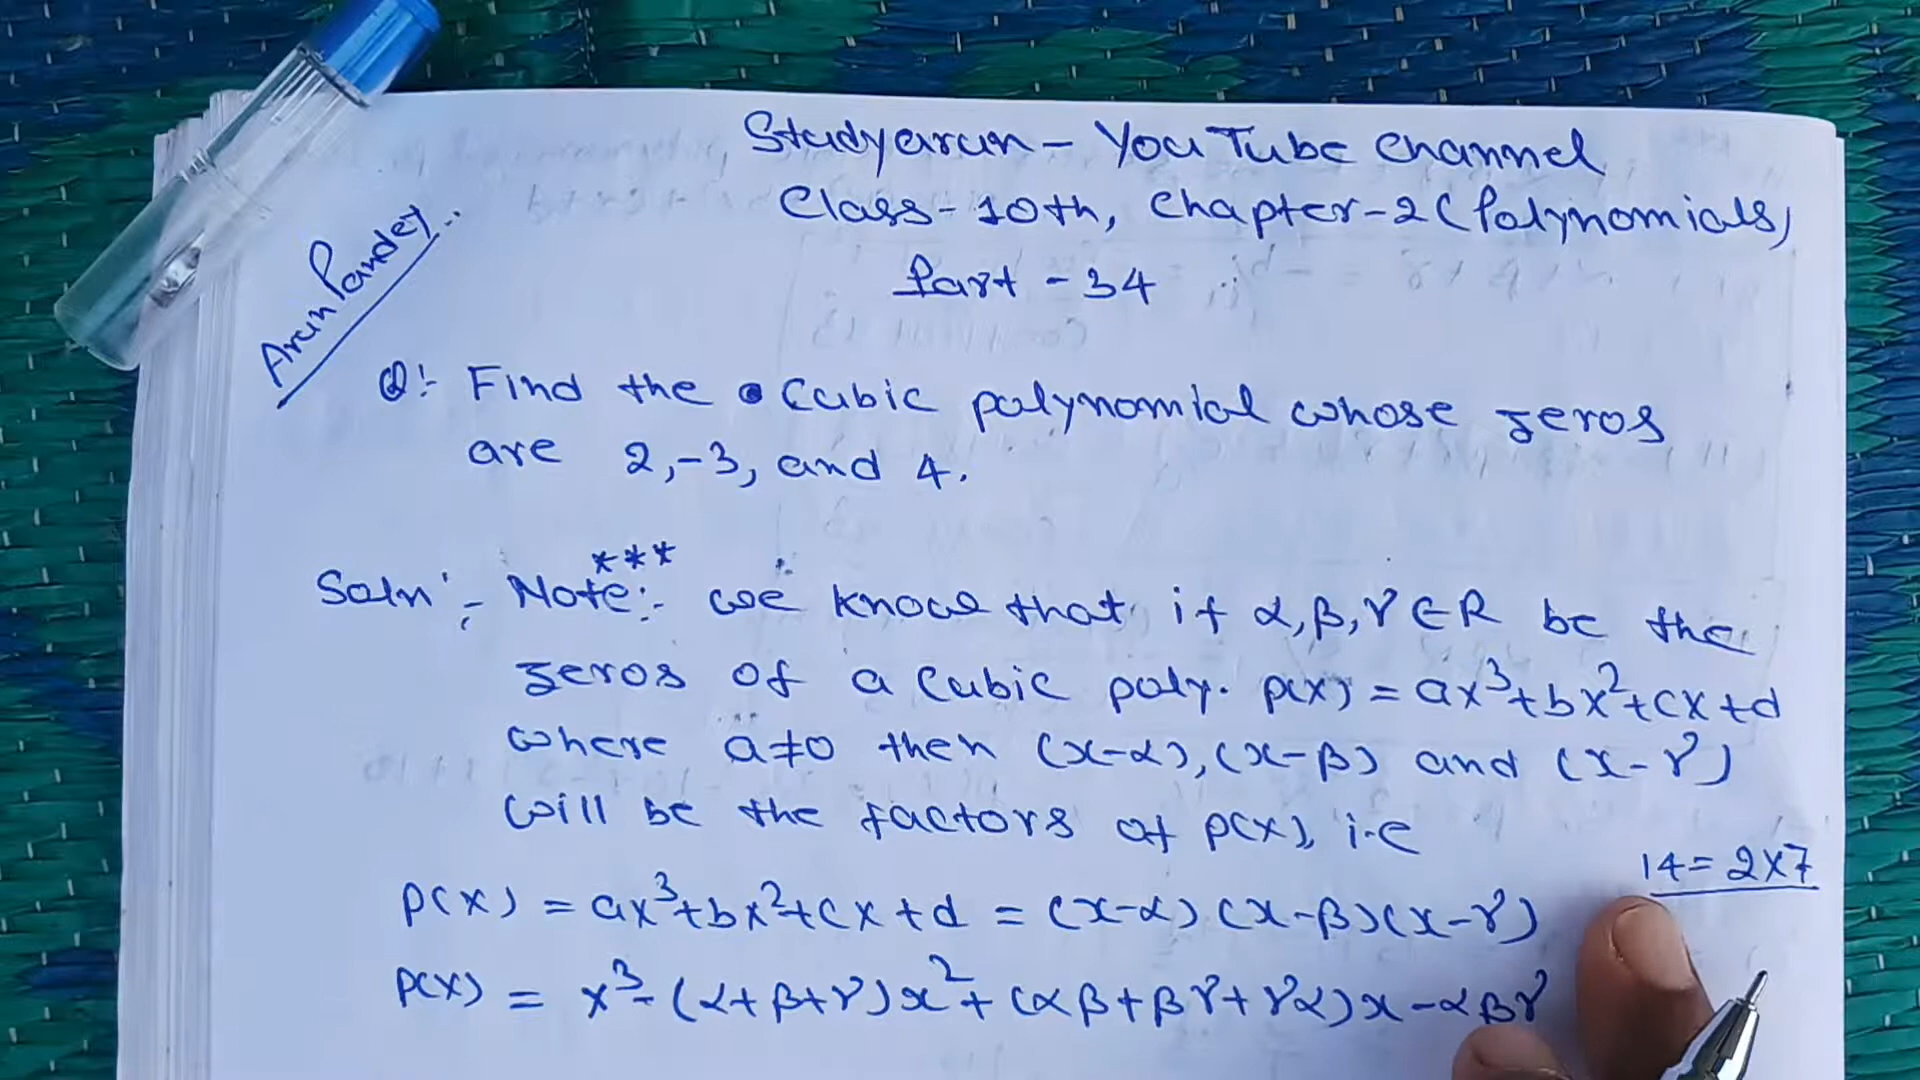 Studyarun - YouTube channel
Class-10th, Chapter-2 (Polynomials)
Part - 34
Arun Pandey..
Q:- Find the cubic polynomial whose zeros
are 2,-3, and 4.
Soln:- Note:- *** we know that if α,β,γ∈R be the
zeros of a cubic poly. p(x) = ax³+bx²+cx+d
where a≠0 then (x-α),(x-β) and (x-γ)
will be the factors of p(x), i.e
14=2x7
p(x) = ax³+bx²+cx+d = (x-α)(x-β)(x-γ)
p(x) = x³-(α+β+γ)x²+(αβ+βγ+γα)x-αβγ